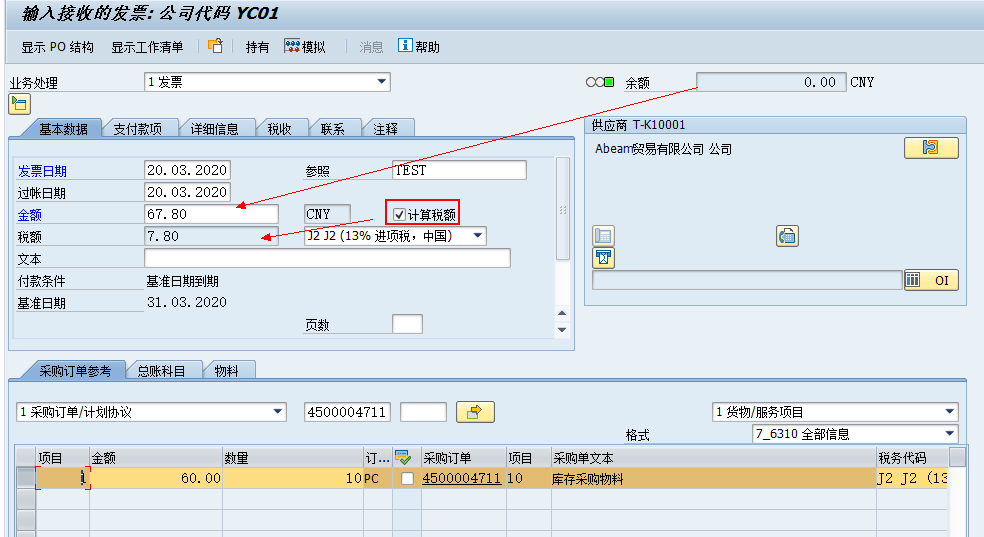 输入接收的发票: 公司代码 YC01
显示 PO 结构 显示工作清单 持有 模拟 消息 帮助
业务处理 1 发票 余额 0.00 CNY
基本数据 支付款项 详细信息 税收 联系 注释
供应商 T-K10001
Abeam贸易有限公司 公司
发票日期 20.03.2020 参照 TEST
过帐日期 20.03.2020
金额 67.80 CNY 计算税额
税额 7.80 J2 J2 (13% 进项税，中国)
文本
付款条件 基准日期到期
基准日期 31.03.2020
OI
页数
采购订单参考 总账科目 物料
1 采购订单/计划协议 4500004711 1 货物/服务项目
格式 7_6310 全部信息
项目 金额 数量 订... 采购订单 项目 采购单文本 税务代码
1 60.00 10 PC 4500004711 10 库存采购物料 J2 J2 (13